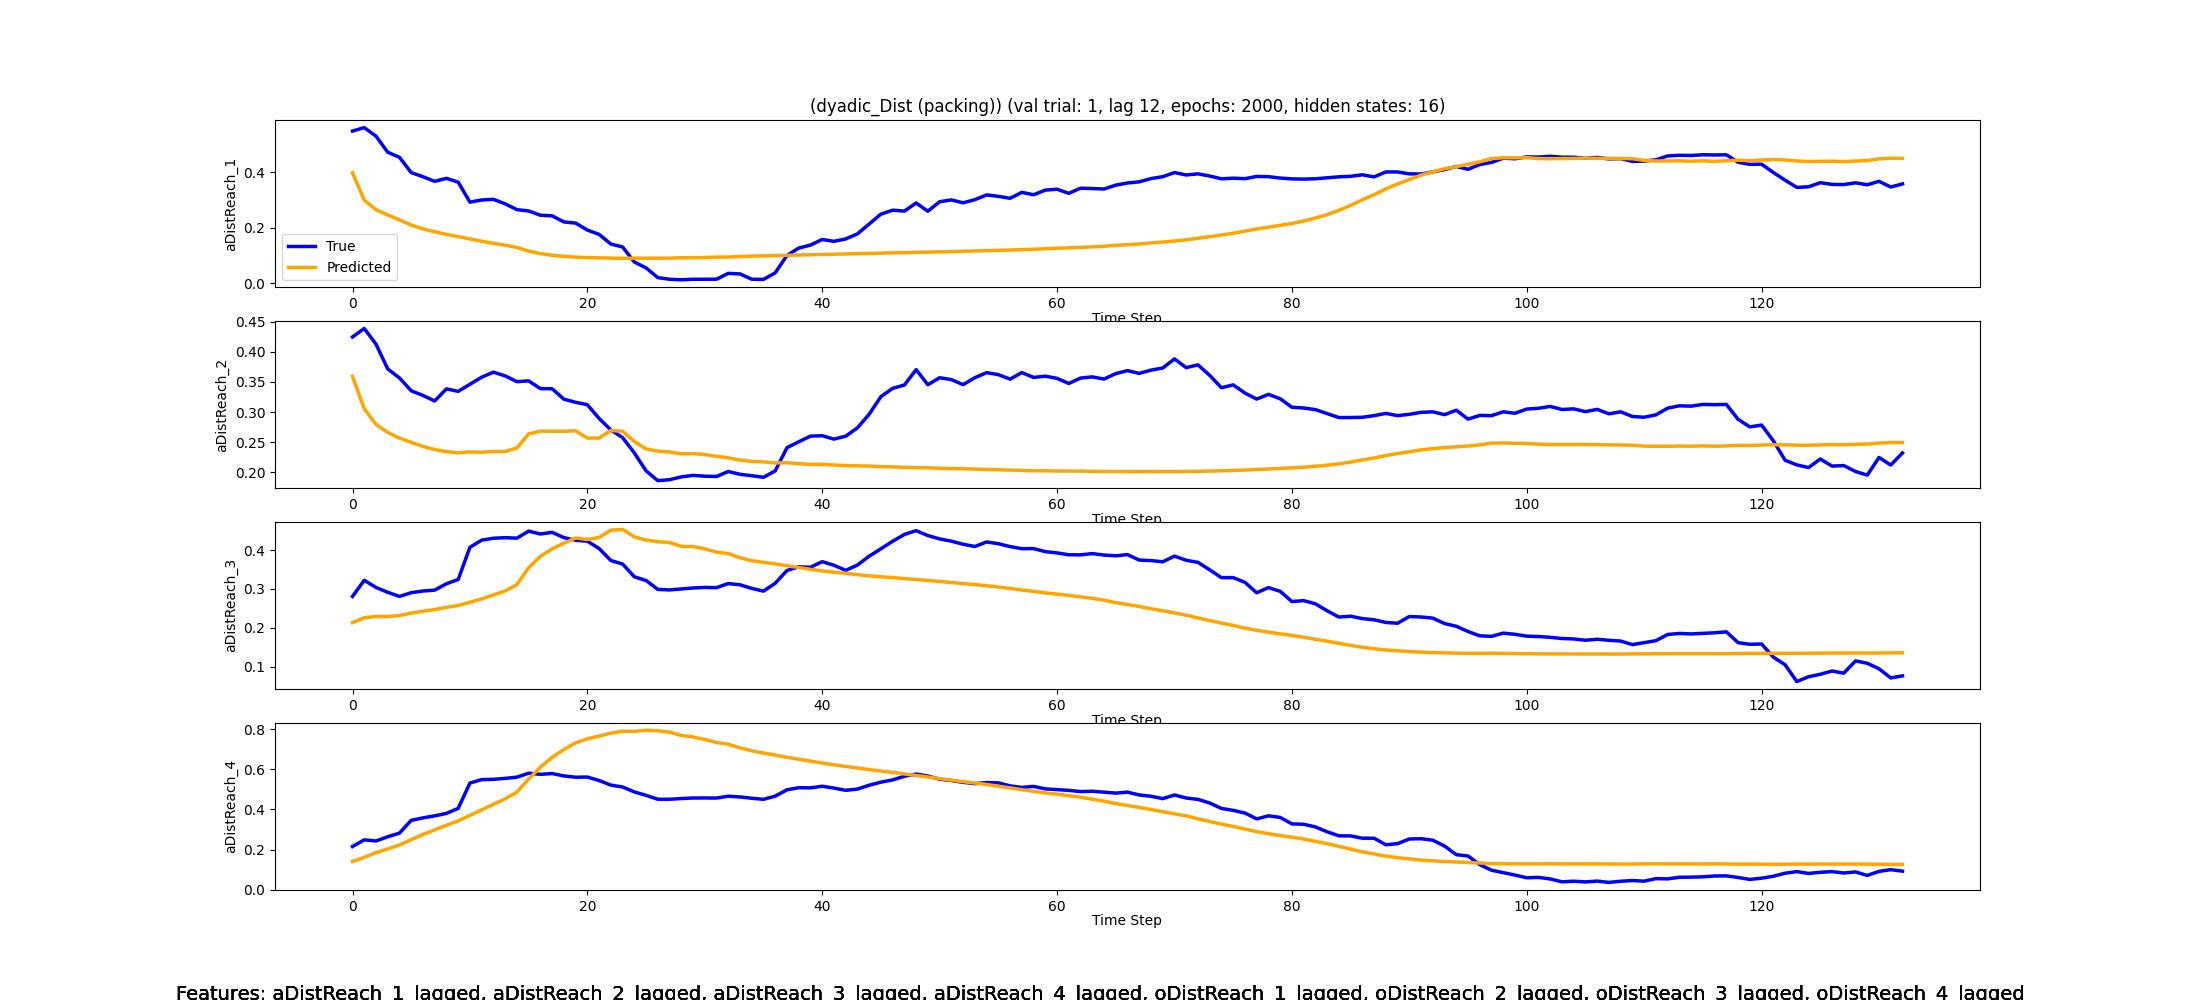 (dyadic_Dist (packing)) (val trial: 1, lag 12, epochs: 2000, hidden states: 16)
aDistReach_1
0.4
0.2
0.0
True
Predicted
0 20 40 60 80 100 120
Time Step
aDistReach_2
0.45
0.40
0.35
0.30
0.25
0.20
0 20 40 60 80 100 120
Time Step
aDistReach_3
0.4
0.3
0.2
0.1
0 20 40 60 80 100 120
Time Step
aDistReach_4
0.8
0.6
0.4
0.2
0.0
0 20 40 60 80 100 120
Time Step
Features: aDistReach_1_lagged, aDistReach_2_lagged, aDistReach_3_lagged, aDistReach_4_lagged, oDistReach_1_lagged, oDistReach_2_lagged, oDistReach_3_lagged, oDistReach_4_lagged